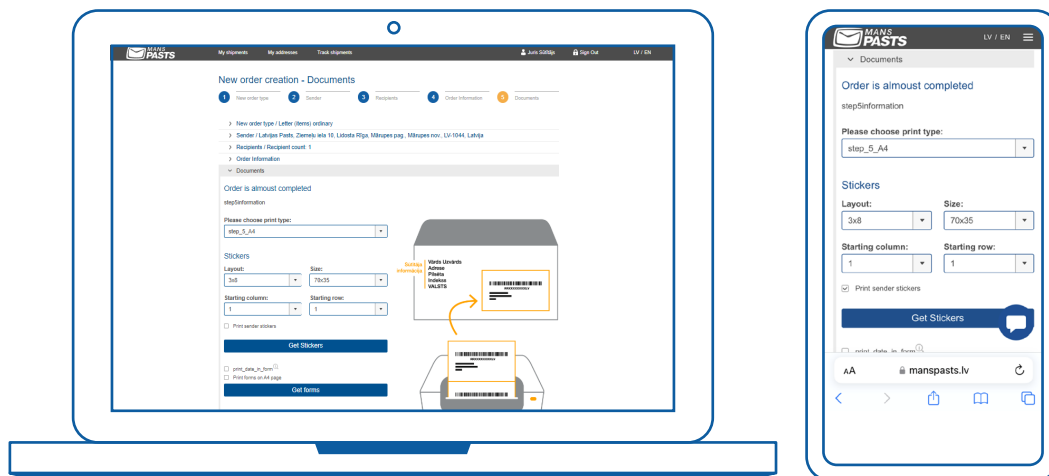 MANS
PASTS
My shipments My addresses Track shipments Juris Sūtītājs Sign Out LV / EN
New order creation - Documents
1 New order type 2 Sender 3 Recipients 4 Order Information 5 Documents
New order type / Letter (items) ordinary
Sender / Latvijas Pasts, Ziemeļu iela 10, Lidosta Rīga, Mārupes pag., Mārupes nov., LV-1044, Latvija
Recipients / Recipient count: 1
Order Information
Documents
Order is almoust completed
step5information
Please choose print type:
step_5_A4
Stickers
Layout: Size:
3x8 70x35
Starting column: Starting row:
1 1
Print sender stickers
Get Stickers
print_date_in_form
Print forms on A4 page
Get forms
Sūtītāja
informācija
Vārds Uzvārds
Adrese
Pilsēta
Indekss
VALSTS
MANS
PASTS
LV / EN
Documents
Order is almoust completed
step5information
Please choose print type:
step_5_A4
Stickers
Layout: Size:
3x8 70x35
Starting column: Starting row:
1 1
Print sender stickers
Get Stickers
print_date_in_form
AA manspasts.lv